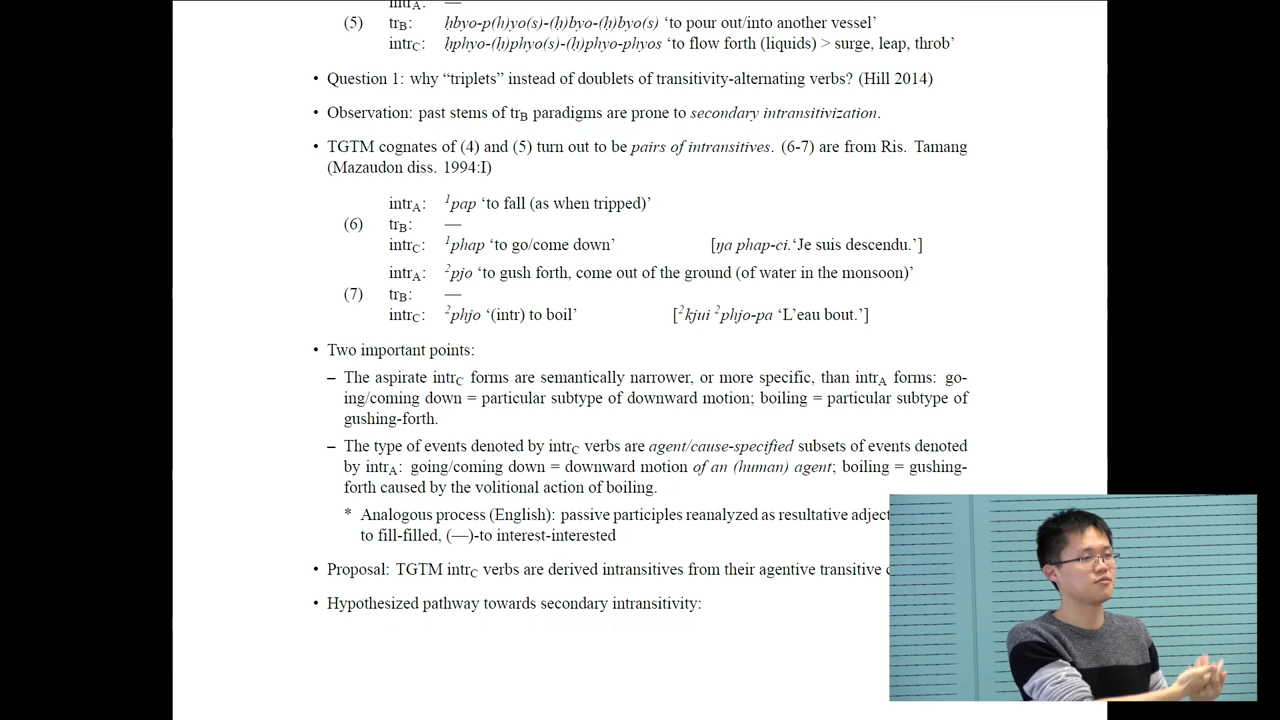 intrA: —
(5) trB: ḥbyo-p(h)yo(s)-(ḥ)byo-(ḥ)byo(s) ‘to pour out/into another vessel’
intrC: ḥphyo-(ḥ)phyo(s)-(ḥ)phyo-phyos ‘to flow forth (liquids) > surge, leap, throb’
• Question 1: why “triplets” instead of doublets of transitivity-alternating verbs? (Hill 2014)
• Observation: past stems of trB paradigms are prone to secondary intransitivization.
• TGTM cognates of (4) and (5) turn out to be pairs of intransitives. (6-7) are from Ris. Tamang
(Mazaudon diss. 1994:I)
intrA: ¹pap ‘to fall (as when tripped)’
(6) trB: —
intrC: ¹phap ‘to go/come down’ [ŋa phap-ci.‘Je suis descendu.’]
intrA: ²pjo ‘to gush forth, come out of the ground (of water in the monsoon)’
(7) trB: —
intrC: ²phjo ‘(intr) to boil’ [²kjui ²phjo-pa ‘L’eau bout.’]
• Two important points:
– The aspirate intrC forms are semantically narrower, or more specific, than intrA forms: go-
ing/coming down = particular subtype of downward motion; boiling = particular subtype of
gushing-forth.
– The type of events denoted by intrC verbs are agent/cause-specified subsets of events denoted
by intrA: going/coming down = downward motion of an (human) agent; boiling = gushing-
forth caused by the volitional action of boiling.
* Analogous process (English): passive participles reanalyzed as resultative adject
to fill-filled, (—)-to interest-interested
• Proposal: TGTM intrC verbs are derived intransitives from their agentive transitive
• Hypothesized pathway towards secondary intransitivity: